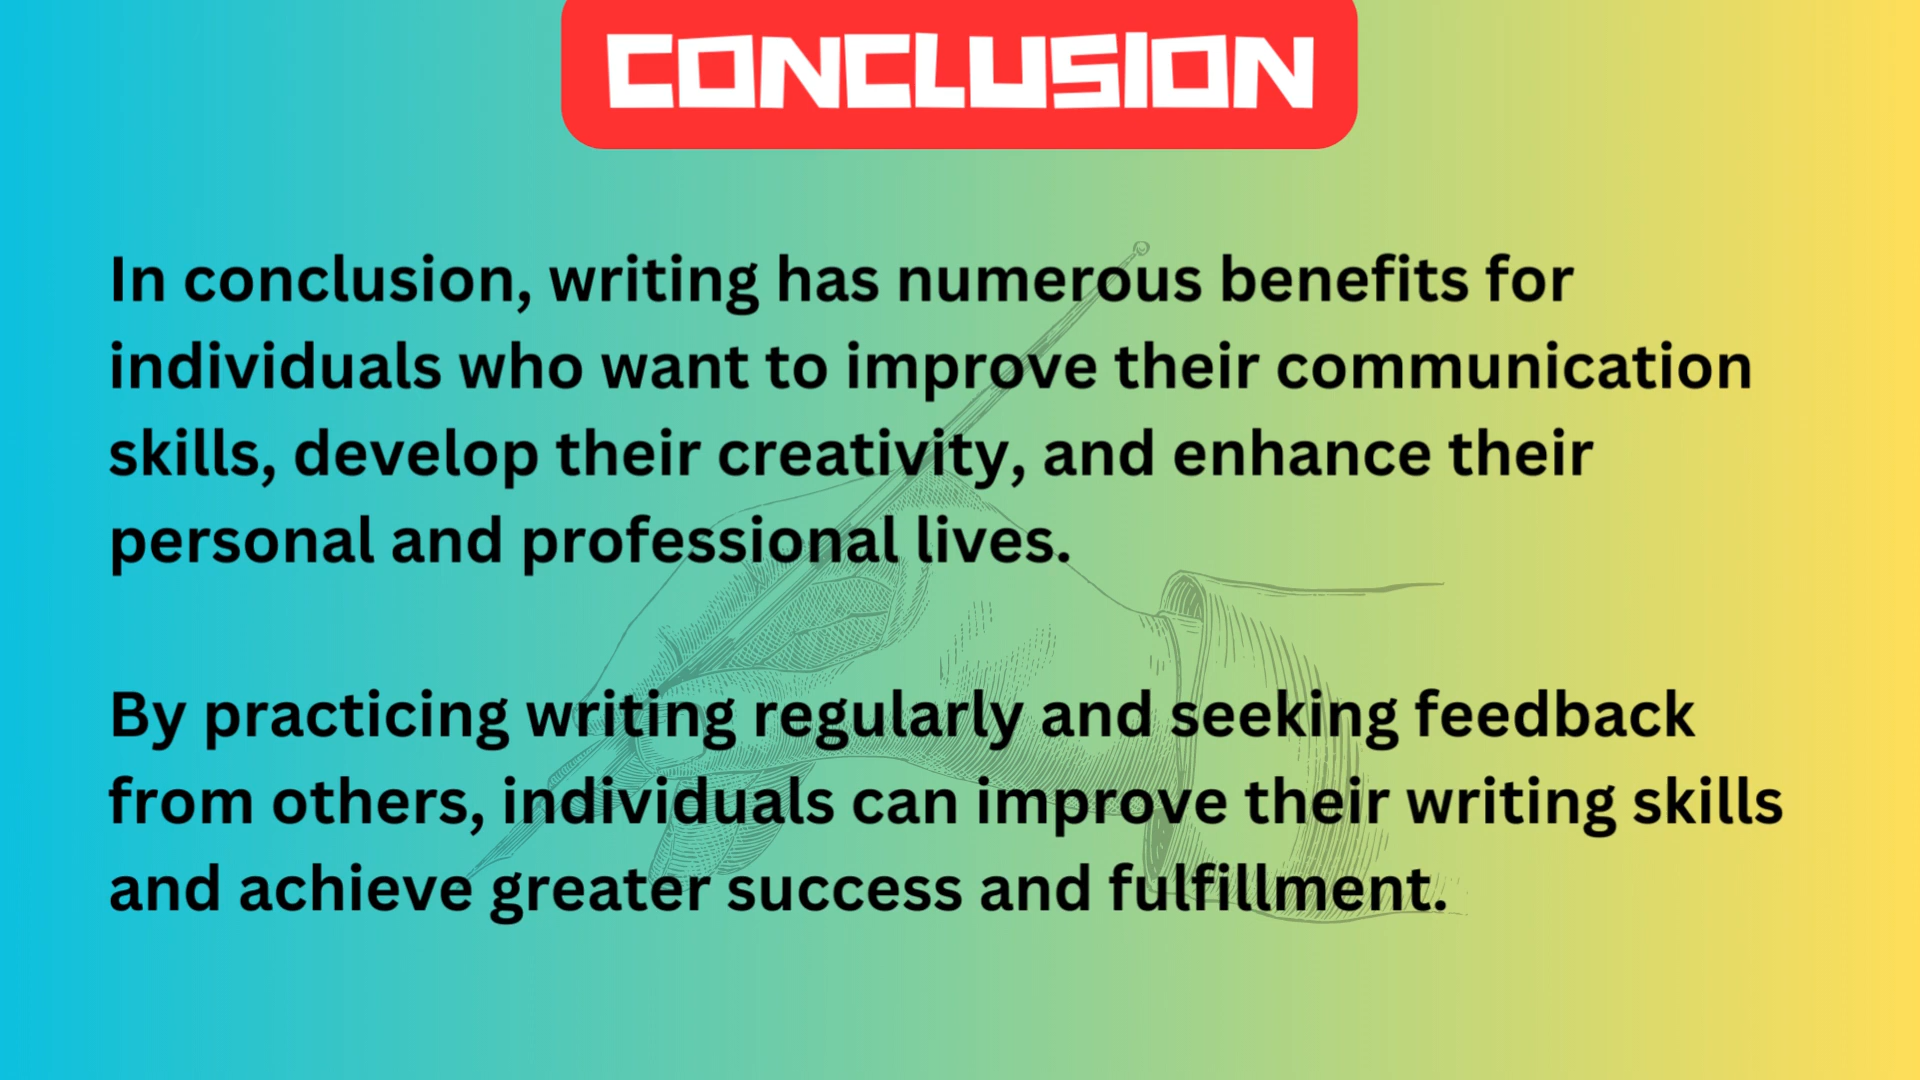 CONCLUSION
In conclusion, writing has numerous benefits for
individuals who want to improve their communication
skills, develop their creativity, and enhance their
personal and professional lives.
By practicing writing regularly and seeking feedback
from others, individuals can improve their writing skills
and achieve greater success and fulfillment.